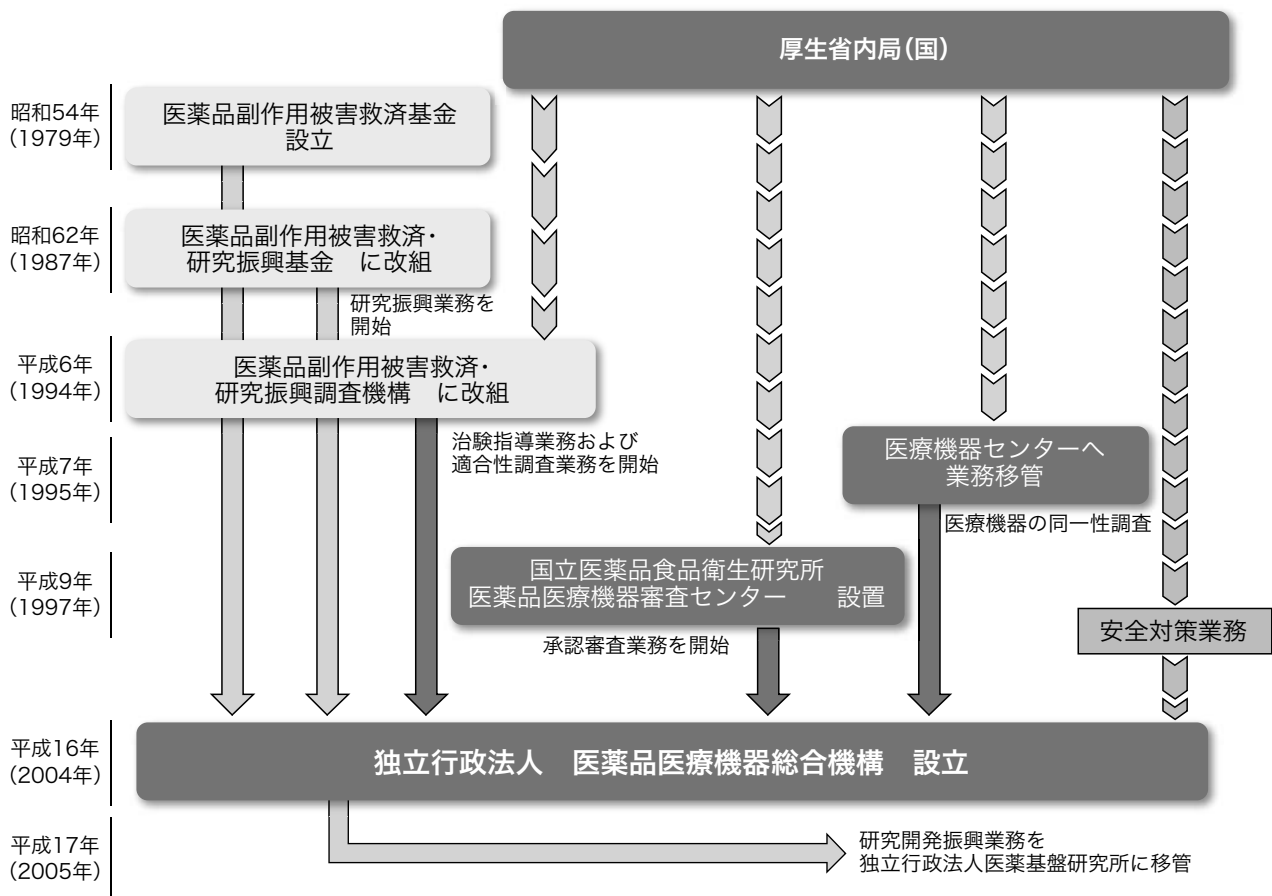 厚生省内局（国）
昭和54年
（1979年）
医薬品副作用被害救済基金
設立
昭和62年
（1987年）
医薬品副作用被害救済・
研究振興基金　に改組
研究振興業務を
開始
平成6年
（1994年）
医薬品副作用被害救済・
研究振興調査機構　に改組
治験指導業務および
適合性調査業務を開始
平成7年
（1995年）
医療機器センターへ
業務移管
医療機器の同一性調査
平成9年
（1997年）
国立医薬品食品衛生研究所
医薬品医療機器審査センター　　設置
承認審査業務を開始
安全対策業務
平成16年
（2004年）
独立行政法人　医薬品医療機器総合機構　設立
平成17年
（2005年）
研究開発振興業務を
独立行政法人医薬基盤研究所に移管